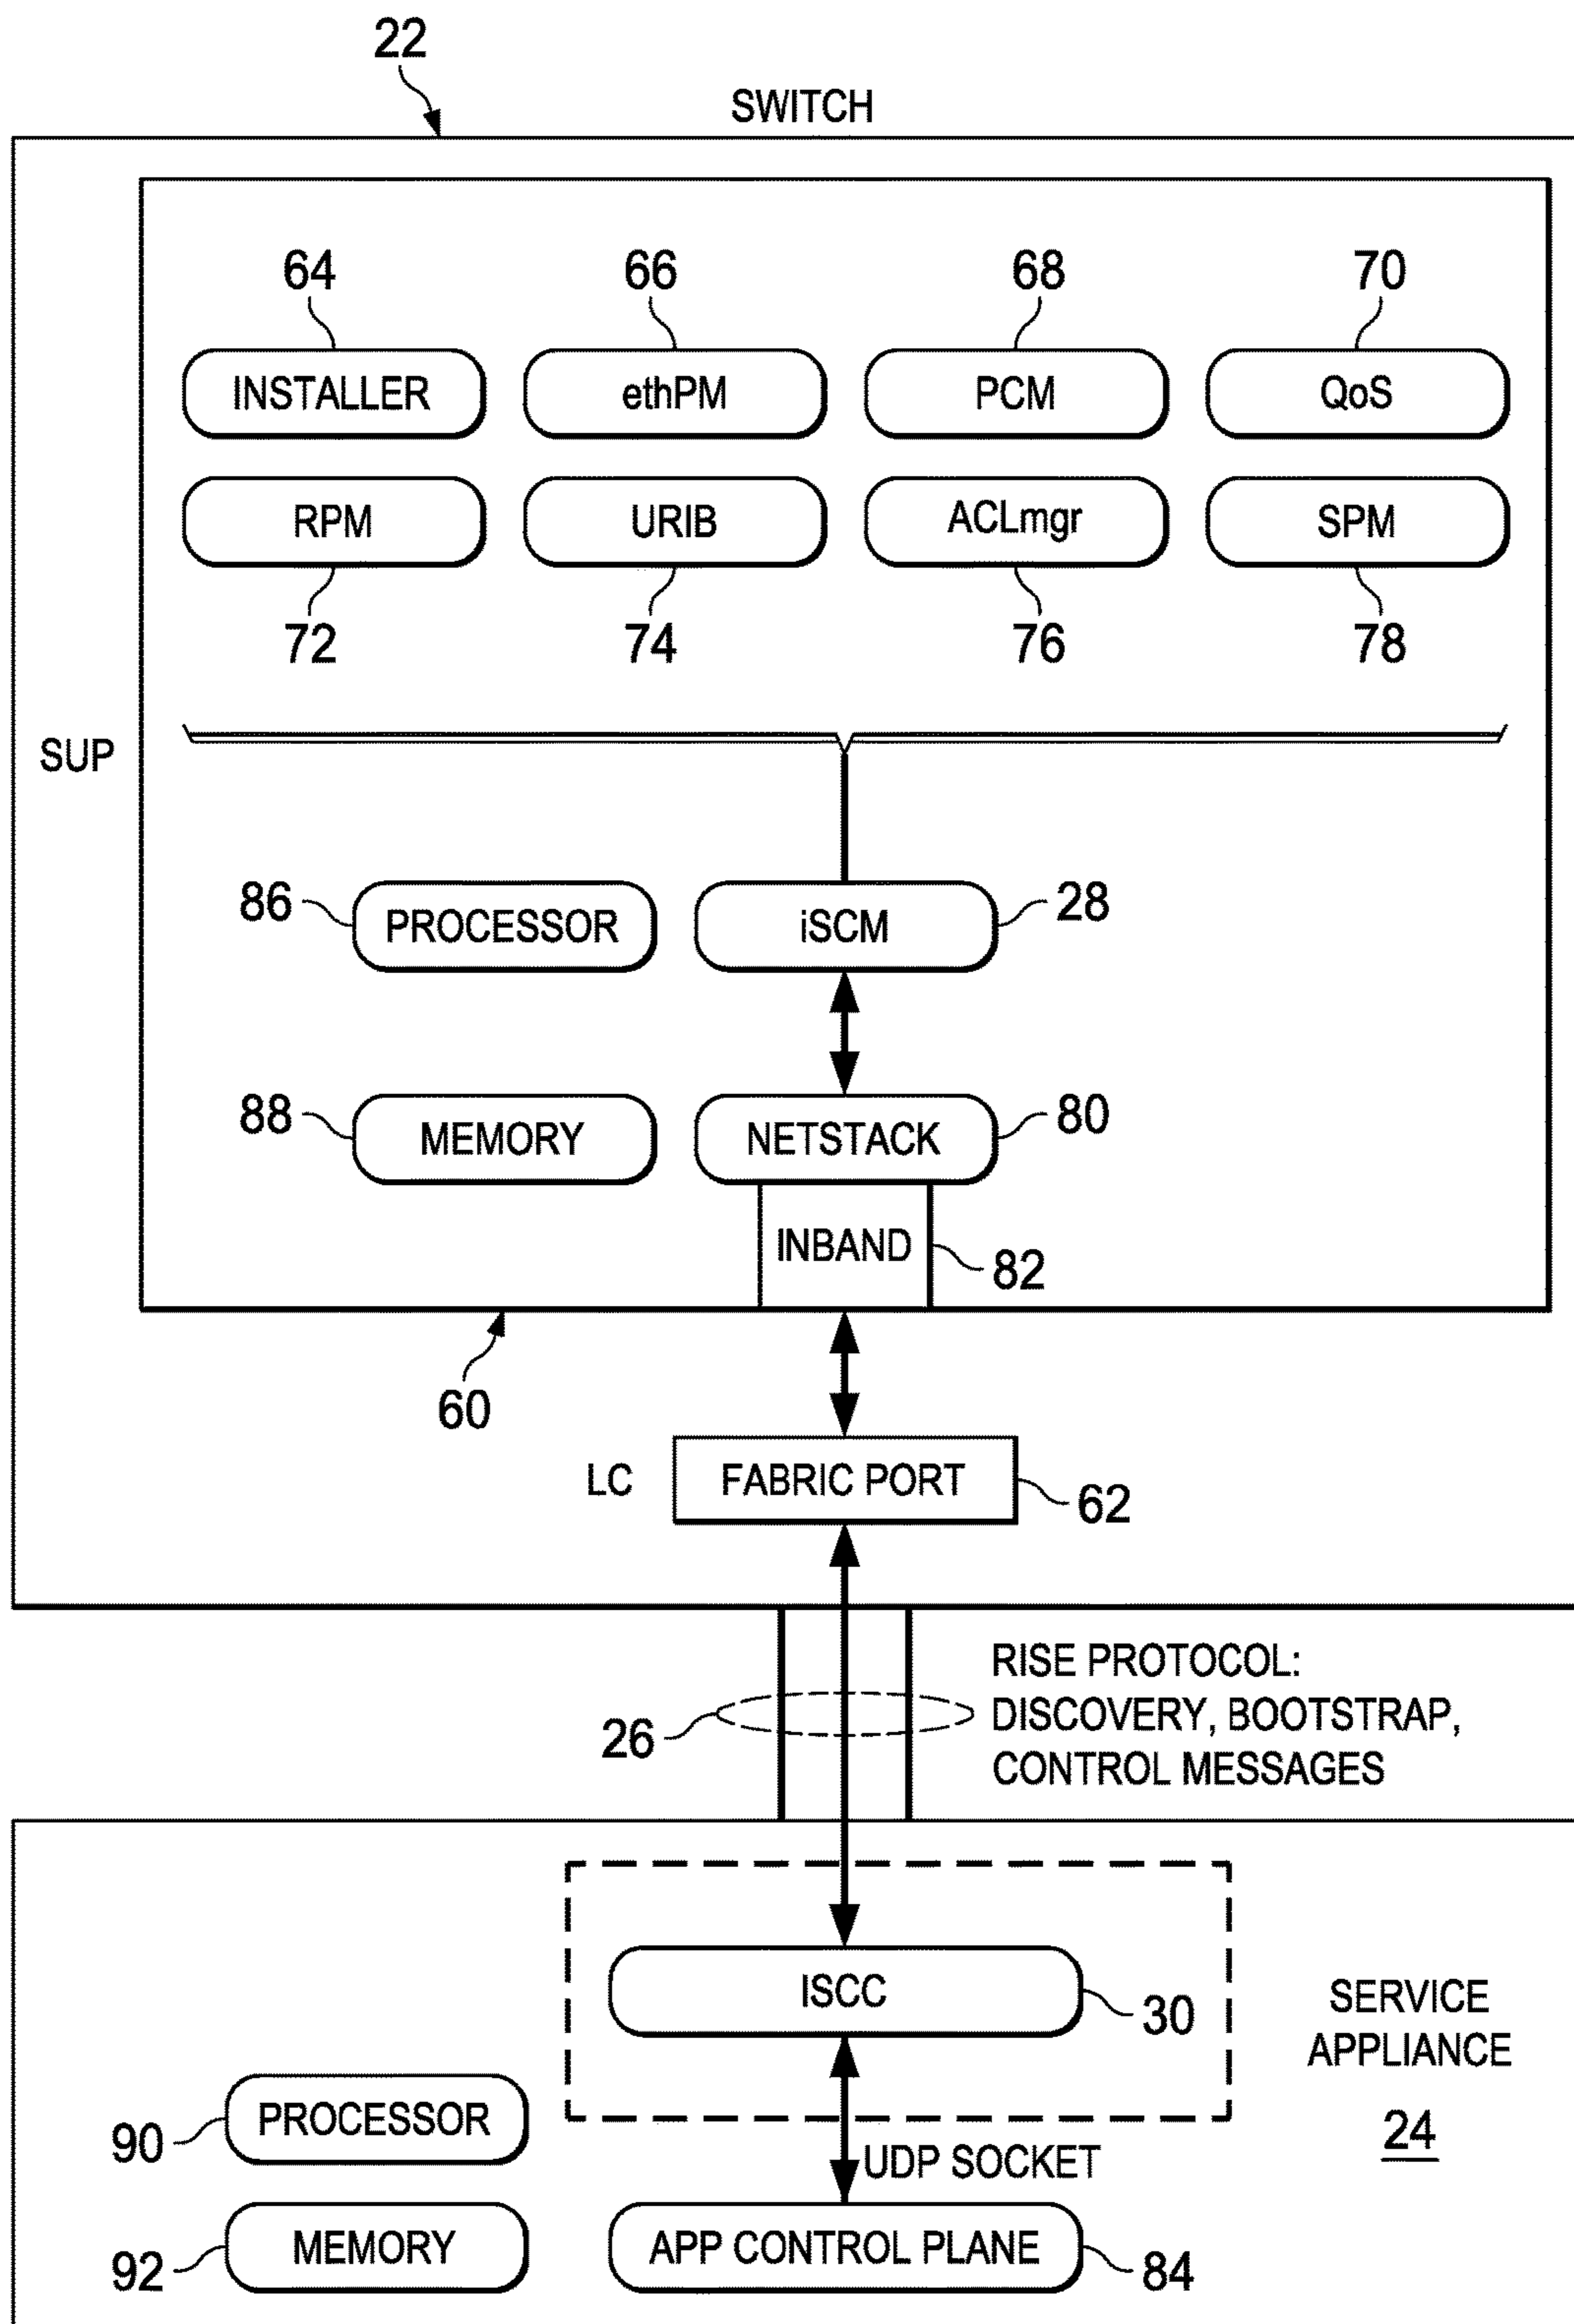 22
SWITCH
64
66
68
70
INSTALLER
ethPM
PCM
QoS
RPM
URIB
ACLmgr
SPM
72
74
76
78
SUP
86
PROCESSOR
iSCM
28
88
MEMORY
NETSTACK
80
INBAND
82
60
LC
FABRIC PORT
62
26
RISE PROTOCOL:
DISCOVERY, BOOTSTRAP,
CONTROL MESSAGES
ISCC
30
SERVICE
APPLIANCE
24
90
PROCESSOR
UDP SOCKET
92
MEMORY
APP CONTROL PLANE
84